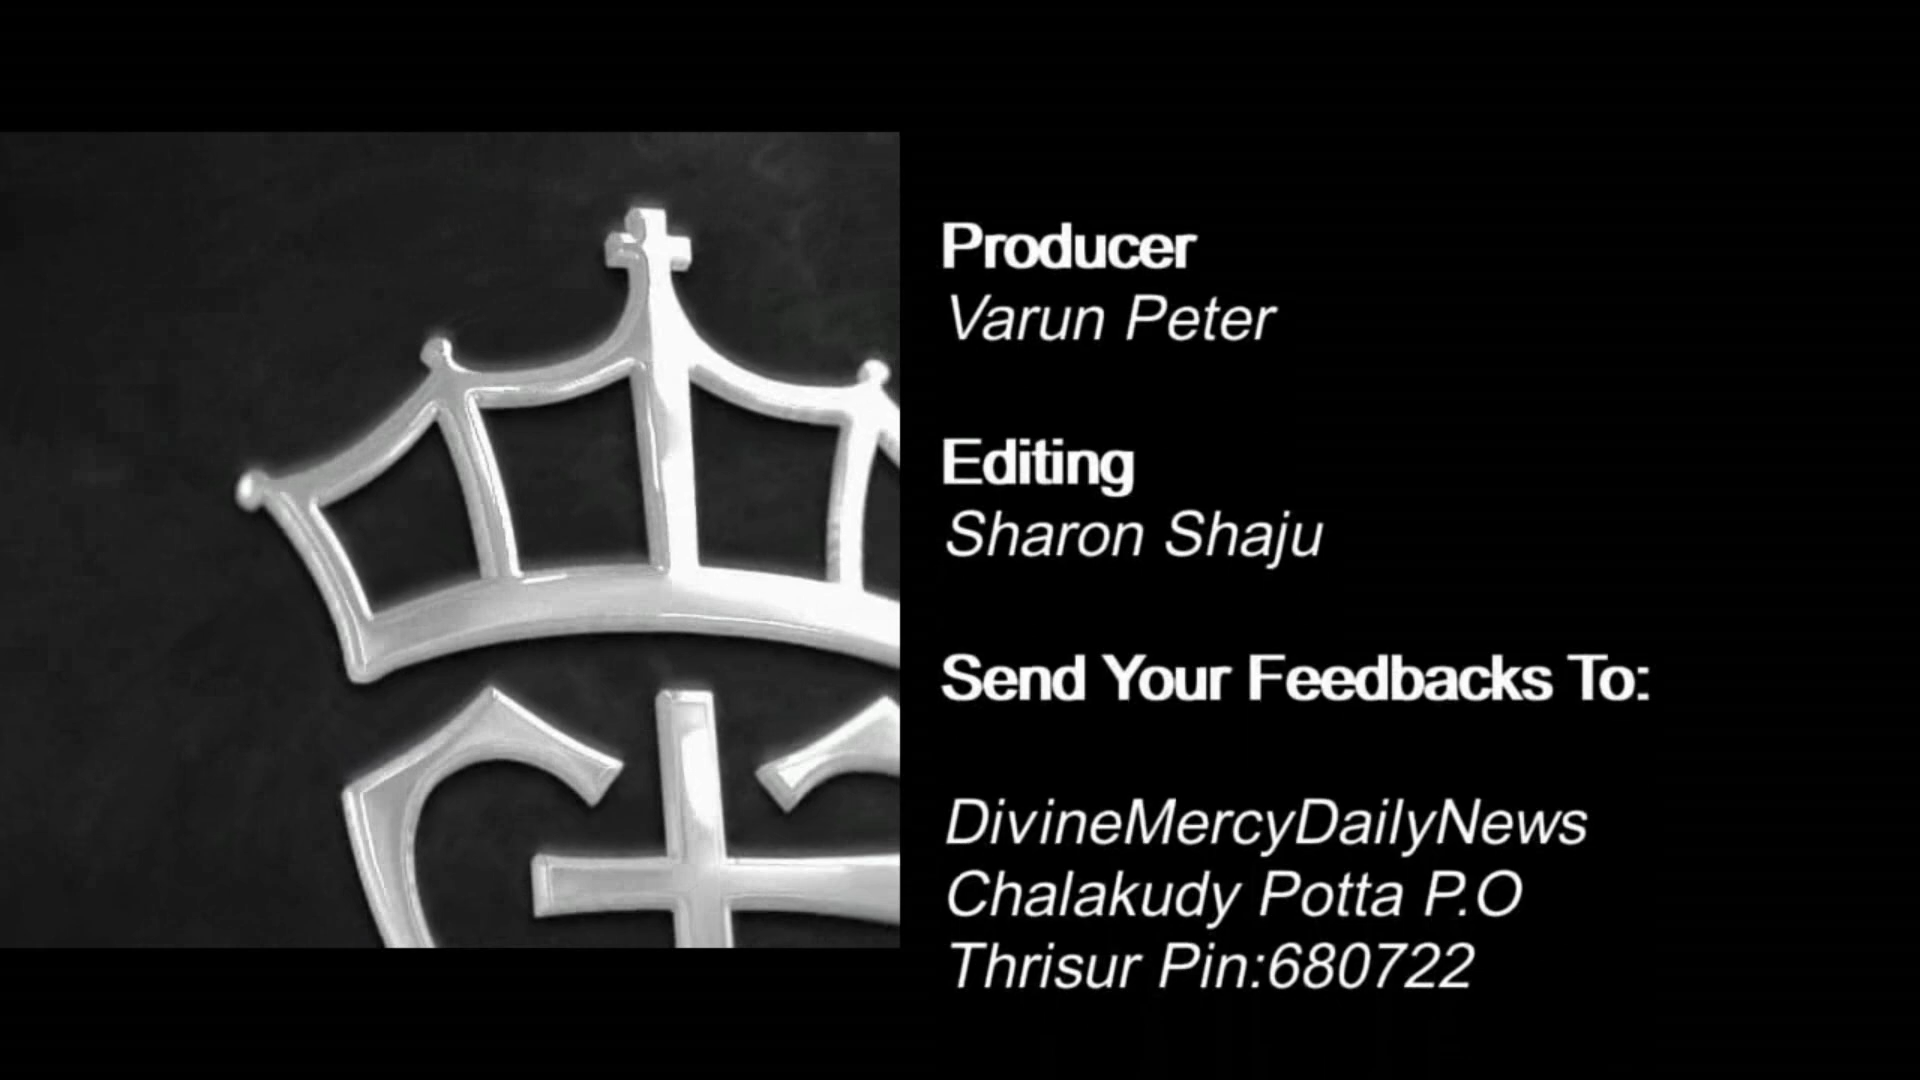 Producer
Varun Peter
Editing
Sharon Shaju
Send Your Feedbacks To:
DivineMercyDailyNews
Chalakudy Potta P.O
Thrisur Pin:680722